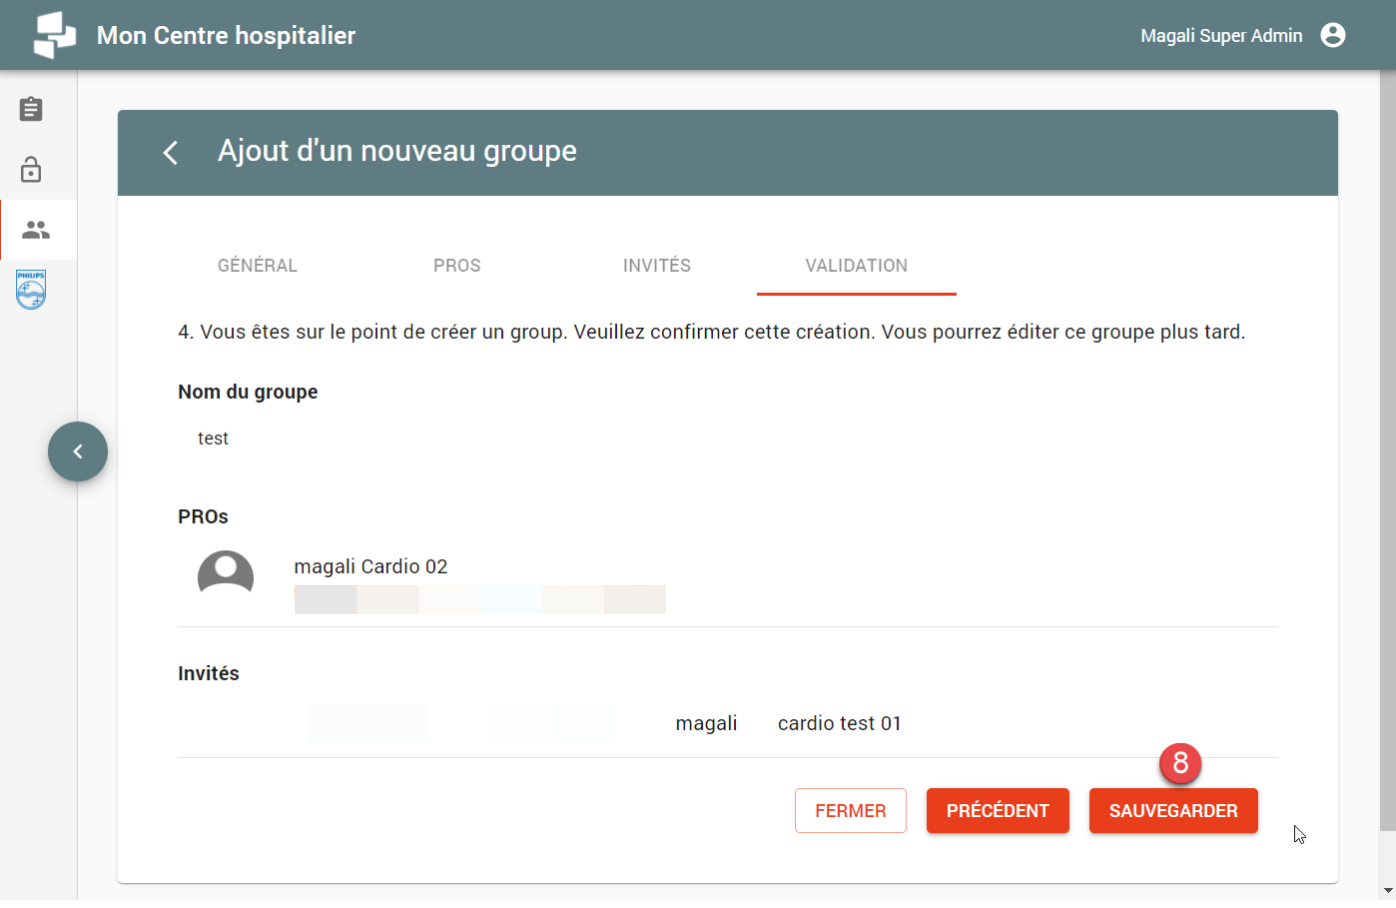 Mon Centre hospitalier
Magali Super Admin
PHILIPS
Ajout d'un nouveau groupe
GÉNÉRAL
PROS
INVITÉS
VALIDATION
4. Vous êtes sur le point de créer un group. Veuillez confirmer cette création. Vous pourrez éditer ce groupe plus tard.
Nom du groupe
test
PROs
magali Cardio 02
Invités
magali cardio test 01
8
FERMER
PRÉCÉDENT
SAUVEGARDER